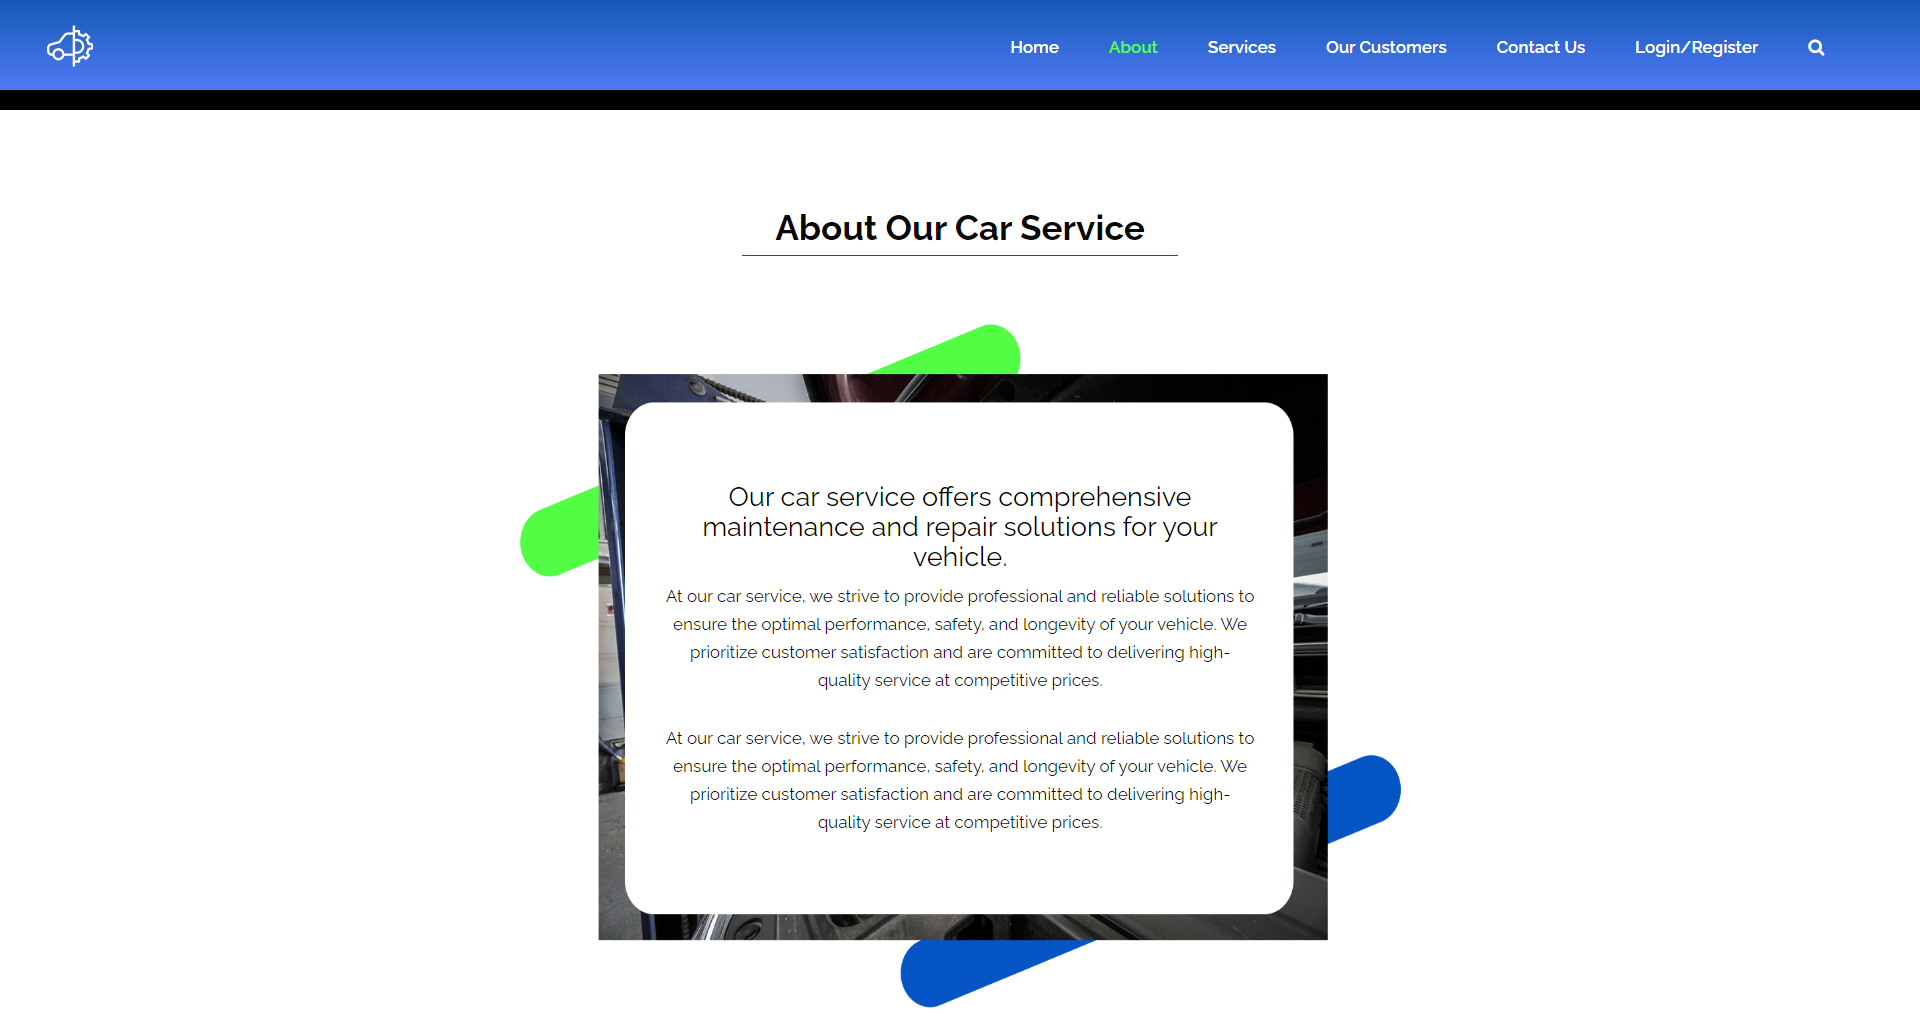 Home About Services Our Customers Contact Us Login/Register
About Our Car Service
Our car service offers comprehensive
maintenance and repair solutions for your
vehicle.
At our car service, we strive to provide professional and reliable solutions to
ensure the optimal performance, safety, and longevity of your vehicle. We
prioritize customer satisfaction and are committed to delivering high-
quality service at competitive prices.
At our car service, we strive to provide professional and reliable solutions to
ensure the optimal performance, safety, and longevity of your vehicle. We
prioritize customer satisfaction and are committed to delivering high-
quality service at competitive prices.